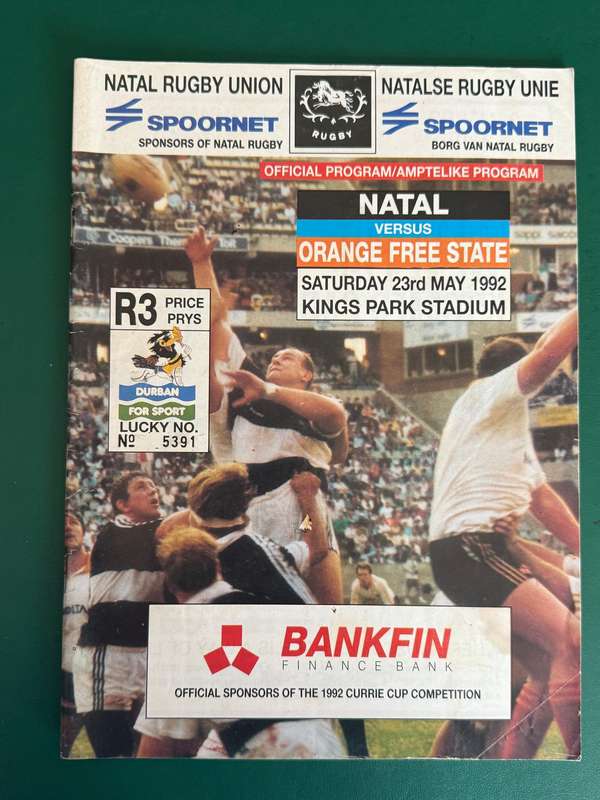 NATAL RUGBY UNION
SPOORNET
SPONSORS OF NATAL RUGBY
RUGBY
NATALSE RUGBY UNIE
SPOORNET
BORG VAN NATAL RUGBY
OFFICIAL PROGRAM/AMPTELIKE PROGRAM
NATAL
VERSUS
ORANGE FREE STATE
SATURDAY 23rd MAY 1992
KINGS PARK STADIUM
R3 PRICE
PRYS
DURBAN
FOR SPORT
LUCKY NO.
Nº 5391
BANKFIN
FINANCE BANK
OFFICIAL SPONSORS OF THE 1992 CURRIE CUP COMPETITION